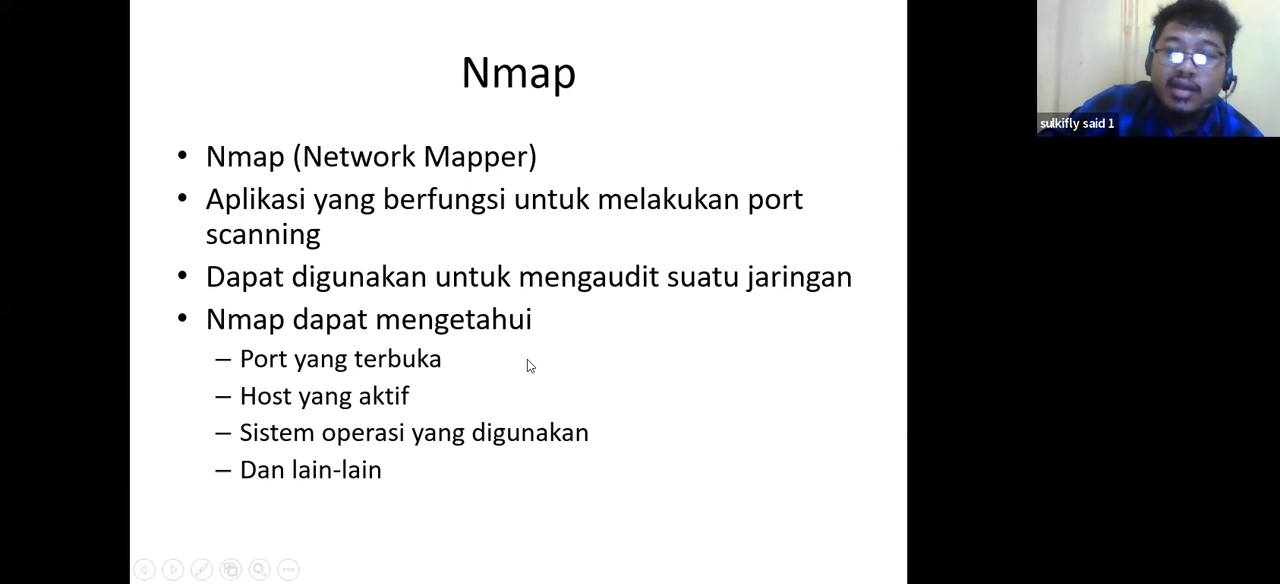 Nmap
• Nmap (Network Mapper)
• Aplikasi yang berfungsi untuk melakukan port
scanning
• Dapat digunakan untuk mengaudit suatu jaringan
• Nmap dapat mengetahui
– Port yang terbuka
– Host yang aktif
– Sistem operasi yang digunakan
– Dan lain-lain
sulkifly said 1